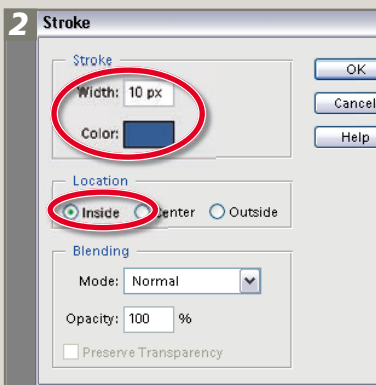 2 Stroke
Stroke
Width: 10 px
Color:
OK
Cancel
Help
Location
Inside Center Outside
Blending
Mode: Normal
Opacity: 100 %
Preserve Transparency